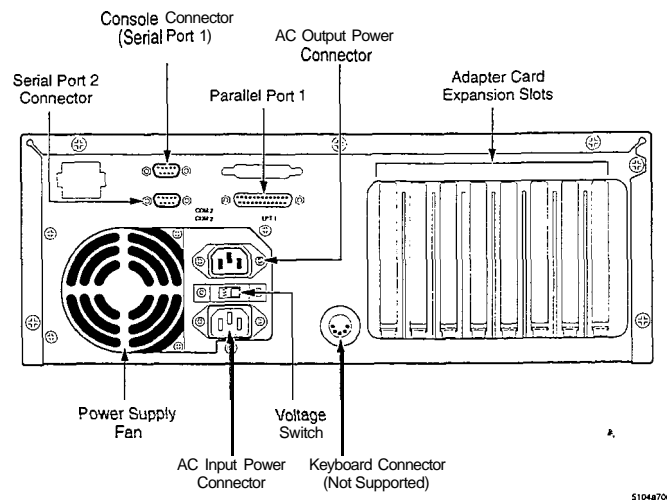 Console Connector
(Serial Port 1)
AC Output Power
Connector
Serial Port 2
Connector
Parallel Port 1
Adapter Card
Expansion Slots
COM 2
COM 2
LPT 1
Power Supply
Fan
Voltage
Switch
AC Input Power
Connector
Keyboard Connector
(Not Supported)